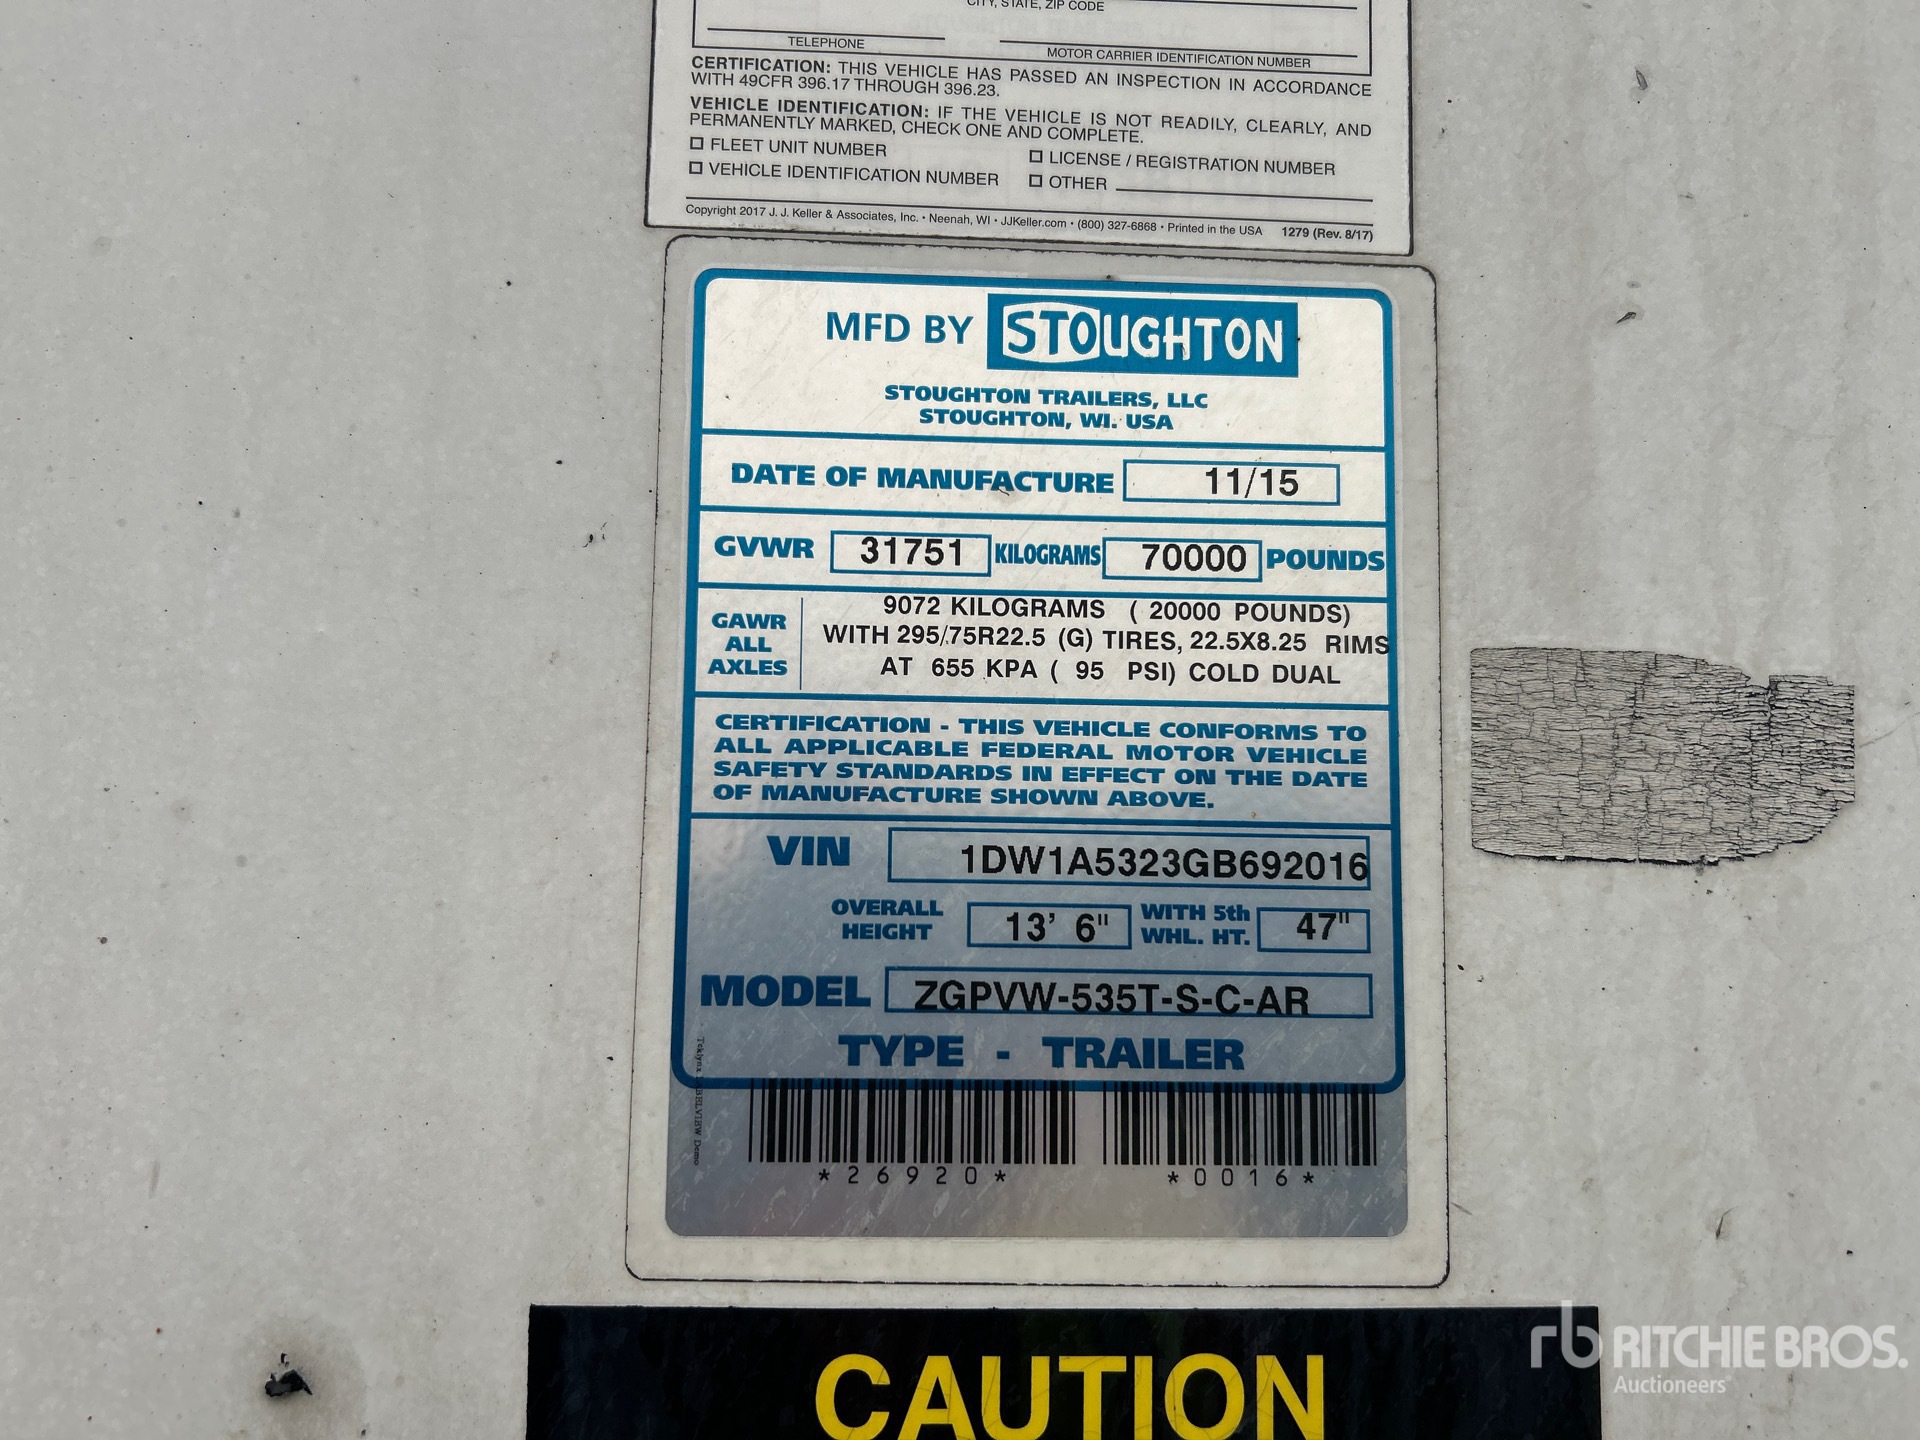 CITY, STATE, ZIP CODE
TELEPHONE
MOTOR CARRIER IDENTIFICATION NUMBER
CERTIFICATION: THIS VEHICLE HAS PASSED AN INSPECTION IN ACCORDANCE
WITH 49CFR 396.17 THROUGH 396.23.
VEHICLE IDENTIFICATION: IF THE VEHICLE IS NOT READILY, CLEARLY, AND
PERMANENTLY MARKED, CHECK ONE AND COMPLETE.
☐ FLEET UNIT NUMBER ☐ LICENSE / REGISTRATION NUMBER
☐ VEHICLE IDENTIFICATION NUMBER ☐ OTHER
Copyright 2017 J. J. Keller & Associates, Inc. • Neenah, WI • JJKeller.com • (800) 327-6868 • Printed in the USA 1279 (Rev. 8/17)
MFD BY STOUGHTON
STOUGHTON TRAILERS, LLC
STOUGHTON, WI. USA
DATE OF MANUFACTURE 11/15
GVWR 31751 KILOGRAMS 70000 POUNDS
GAWR
ALL
AXLES
9072 KILOGRAMS ( 20000 POUNDS)
WITH 295/75R22.5 (G) TIRES, 22.5X8.25 RIMS
AT 655 KPA ( 95 PSI) COLD DUAL
CERTIFICATION - THIS VEHICLE CONFORMS TO
ALL APPLICABLE FEDERAL MOTOR VEHICLE
SAFETY STANDARDS IN EFFECT ON THE DATE
OF MANUFACTURE SHOWN ABOVE.
VIN 1DW1A5323GB692016
OVERALL
HEIGHT
13' 6"
WITH 5th
WHL. HT.
47"
MODEL ZGPVW-535T-S-C-AR
TYPE - TRAILER
*26920* *0016*
CAUTION
rb RITCHIE BROS.
Auctioneers